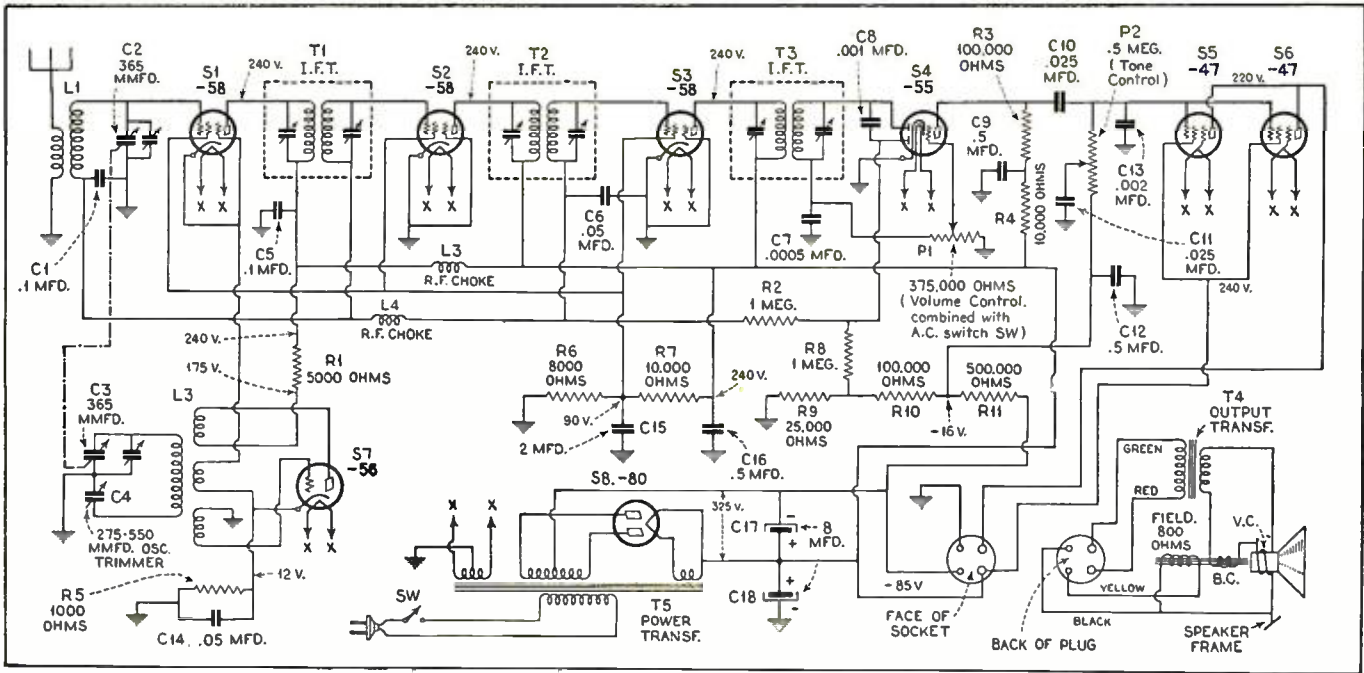 C2
365
MMFD.
S1
-58
240 V.
T1
I.F.T.
S2
-58
240 V.
T2
I.F.T.
S3
-58
240 V.
T3
I.F.T.
C8
.001 MFD.
S4
-55
R3
100,000
OHMS
C10
.025
MFD.
P2
.5 MEG.
(Tone
Control)
S5
-47
220 V.
S6
-47
L1
C1
.1 MFD.
X X
C5
.1 MFD.
X X
C6
.05
MFD.
X X
C7
.0005 MFD.
X X
C9
.5
MFD.
R4
10,000 OHMS
P1
C13
.002
MFD.
C11
.025
MFD.
X X
X X
240 V.
L3
R.F. CHOKE
L4
R.F. CHOKE
R2
1 MEG.
375,000 OHMS
(Volume Control.
combined with
A.C. switch SW)
C12
.5 MFD.
240 V.
175 V.
R1
5000 OHMS
R6
8000
OHMS
R7
10,000
OHMS
240 V.
90 V.
C15
2 MFD.
C16
.5 MFD.
R8
1 MEG.
R9
25,000
OHMS
100,000
OHMS
R10
500,000
OHMS
R11
-16 V.
T4
OUTPUT
TRANSF.
C3
365
MMFD.
L3
S7
-56
C4
275-550
MMFD. OSC.
TRIMMER
X X
12 V.
R5
1000
OHMS
C14. .05 MFD.
X X
S8.-80
325 V.
C17
-
+
8
MFD.
C18
+
-
SW
T5
POWER
TRANSF.
-85V
FACE OF
SOCKET
GREEN
RED
FIELD.
800
OHMS
V.C.
B.C.
YELLOW
BLACK
BACK OF PLUG
SPEAKER
FRAME